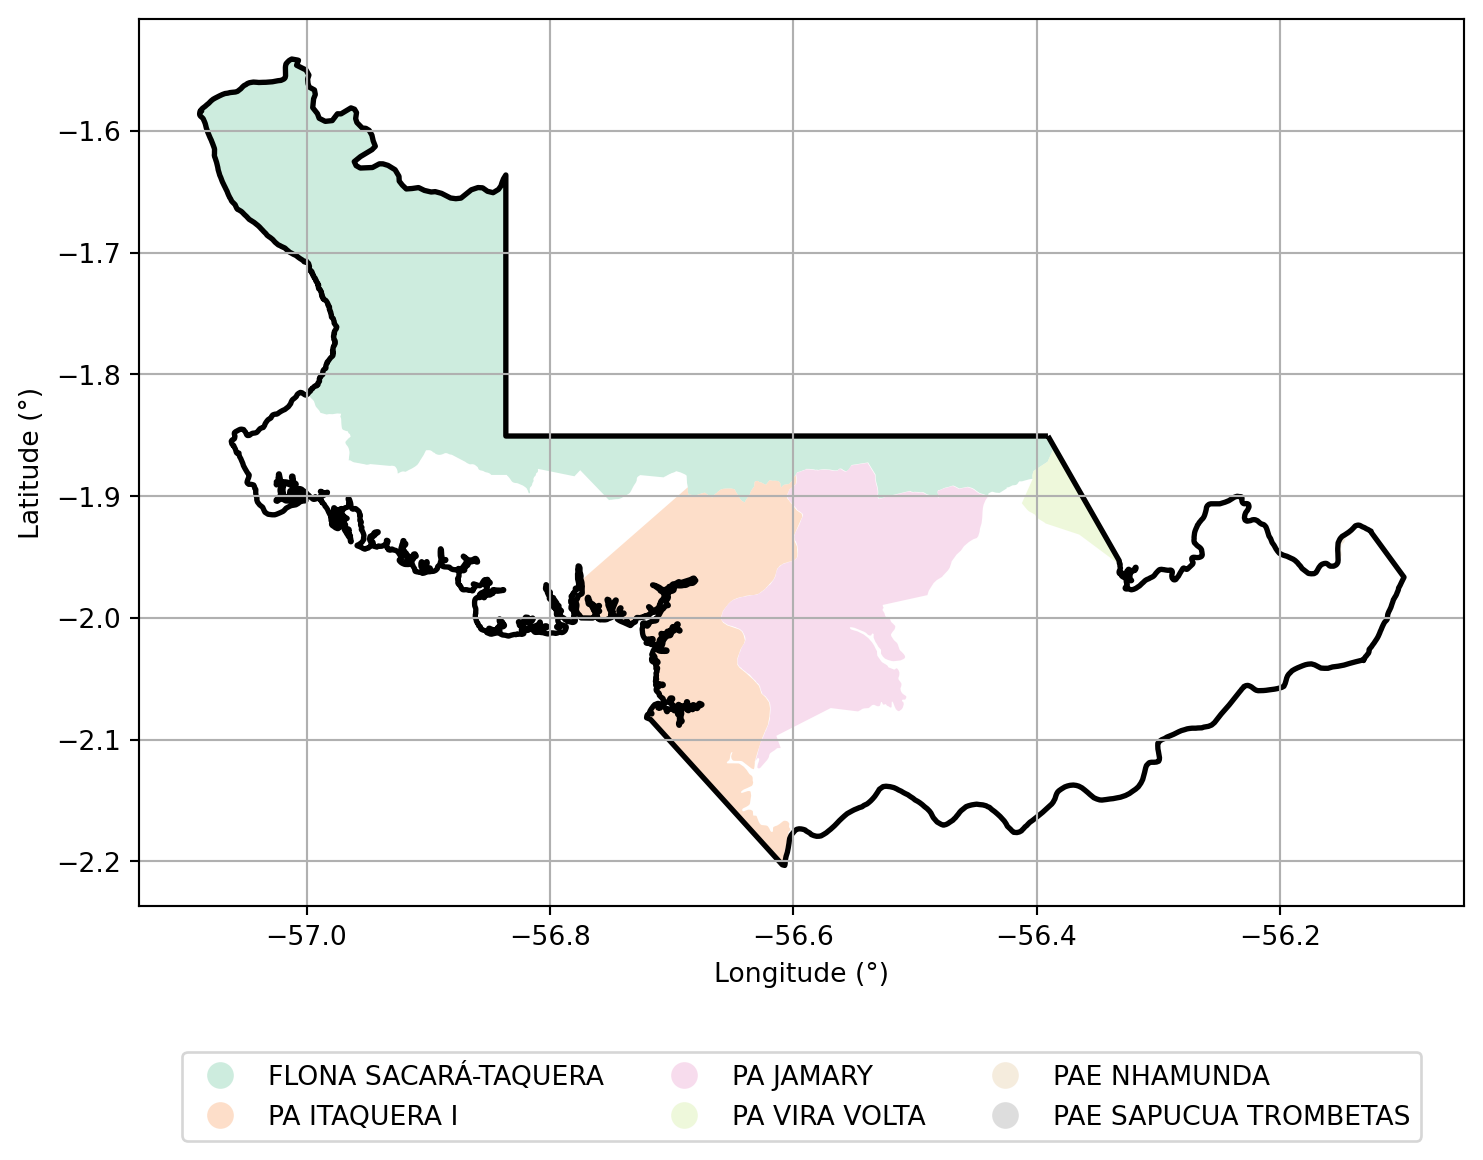 −1.6
−1.7
−1.8
−1.9
−2.0
−2.1
−2.2
Latitude (°)
−57.0 −56.8 −56.6 −56.4 −56.2
Longitude (°)
FLONA SACARÁ-TAQUERA PA JAMARY PAE NHAMUNDA
PA ITAQUERA I PA VIRA VOLTA PAE SAPUCUA TROMBETAS